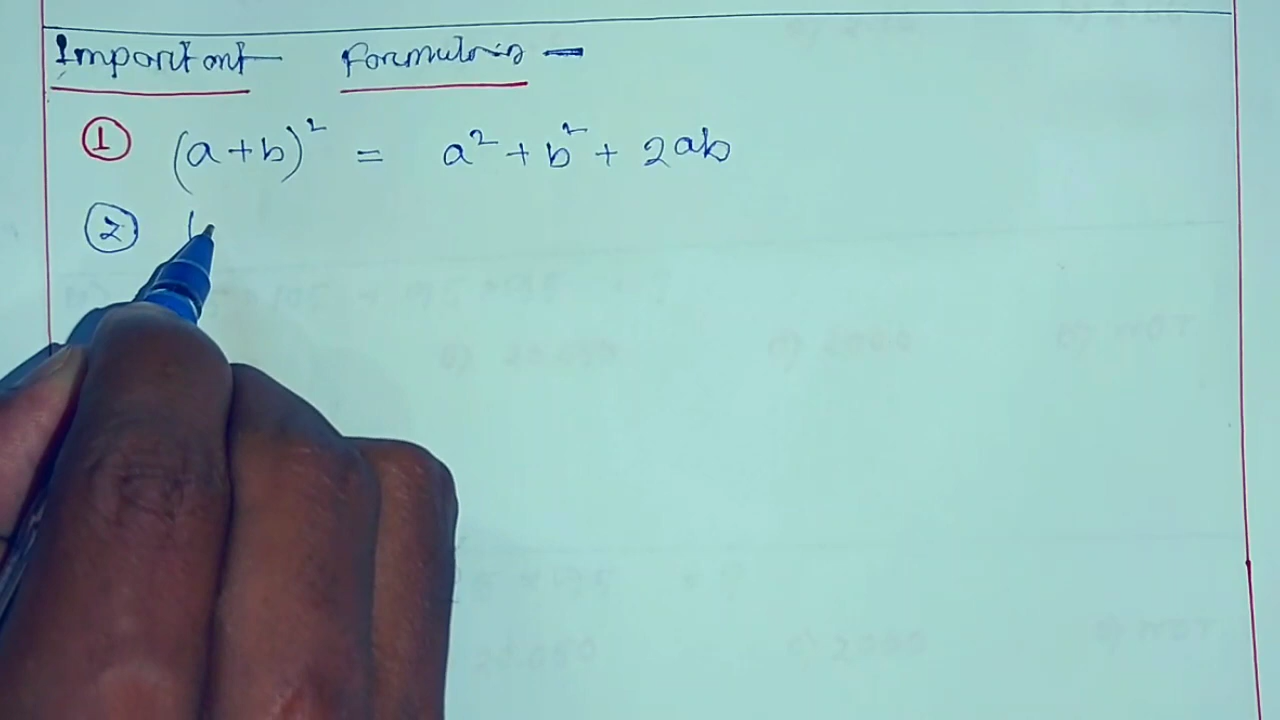 Important Formulas -
① (a+b)² = a² + b² + 2ab
② (